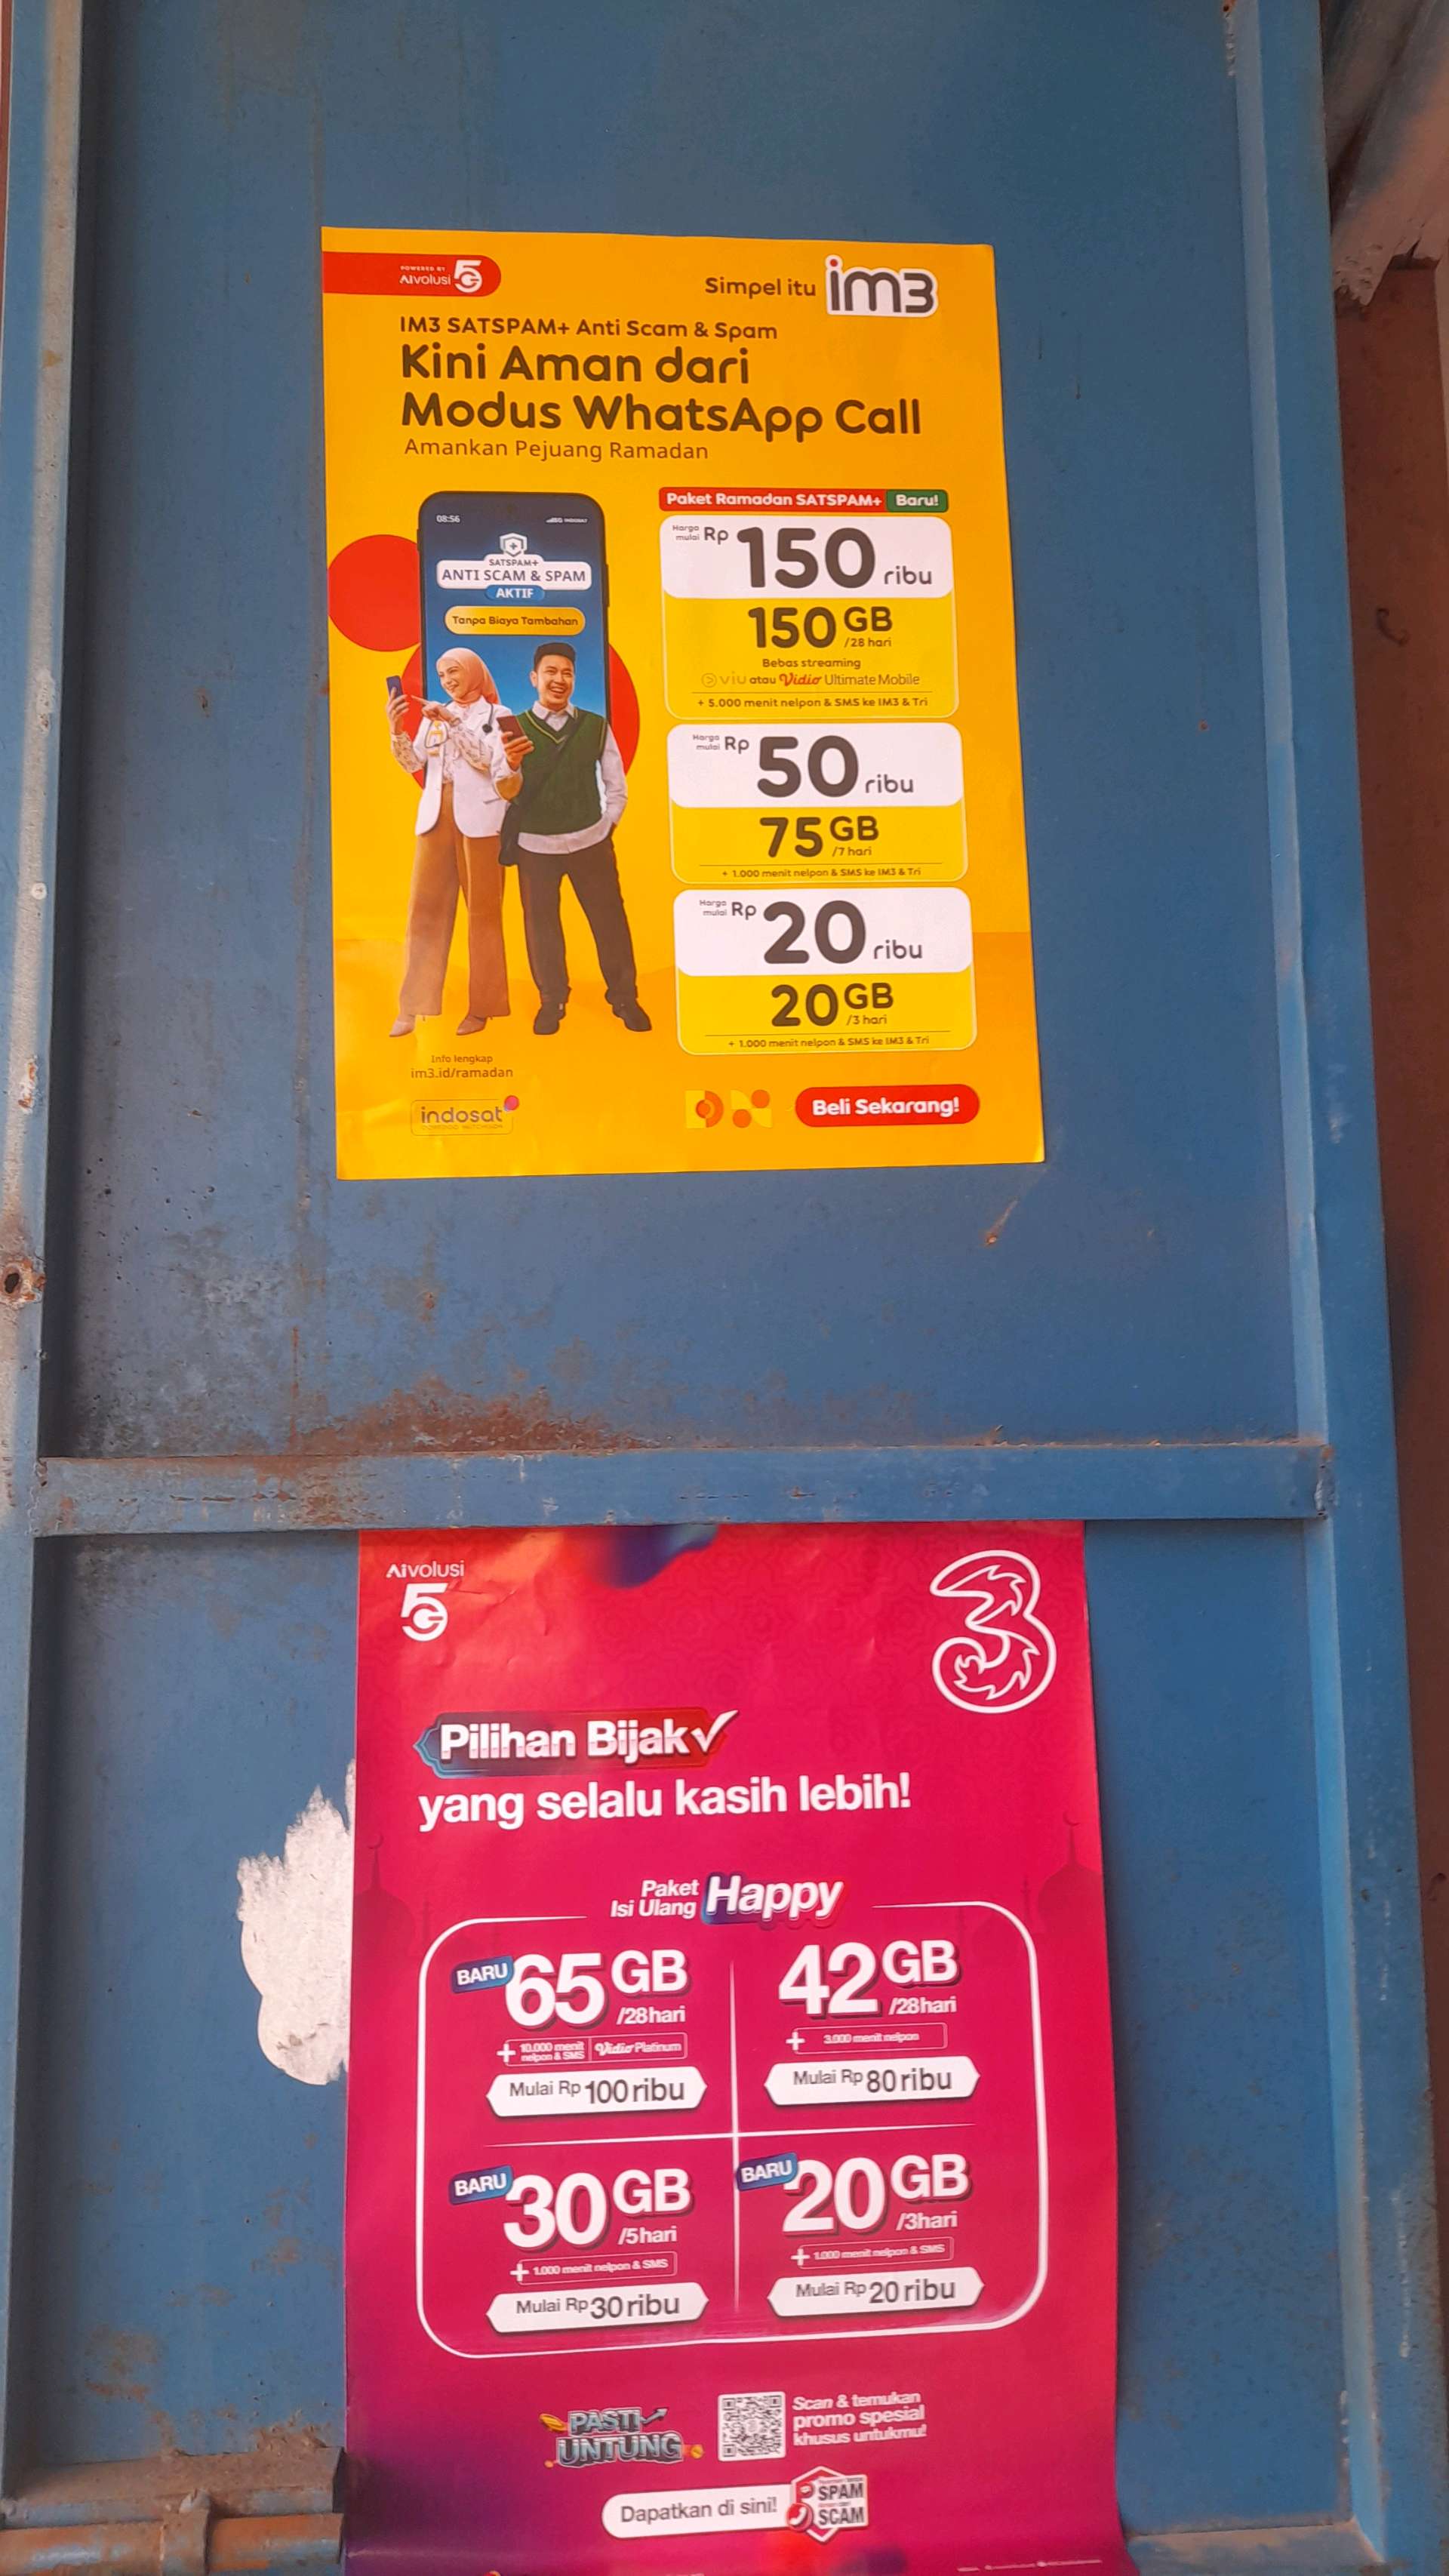 POWERED BY
AIvolusi 5G
Simpel itu im3
IM3 SATSPAM+ Anti Scam & Spam
Kini Aman dari
Modus WhatsApp Call
Amankan Pejuang Ramadan
08:56
SATSPAM+
ANTI SCAM & SPAM
AKTIF
Tanpa Biaya Tambahan
Paket Ramadan SATSPAM+ Baru!
Harga mulai Rp 150 ribu
150 GB /28 hari
Bebas streaming
viu atau Vidio Ultimate Mobile
+ 5.000 menit nelpon & SMS ke IM3 & Tri
Harga mulai Rp 50 ribu
75 GB /7 hari
+ 1.000 menit nelpon & SMS ke IM3 & Tri
Harga mulai Rp 20 ribu
20 GB /3 hari
+ 1.000 menit nelpon & SMS ke IM3 & Tri
Info lengkap
im3.id/ramadan
indosat
OOREDOO HUTCHISON
Beli Sekarang!
AIvolusi
5G
3
Pilihan Bijak
yang selalu kasih lebih!
Paket
Isi Ulang Happy
BARU 65 GB /28hari
+ 10.000 menit nelpon & SMS Vidio Platinum
Mulai Rp 100 ribu
42 GB /28hari
+ 3.000 menit nelpon
Mulai Rp 80 ribu
BARU 30 GB /5hari
+ 1.000 menit nelpon & SMS
Mulai Rp 30 ribu
BARU 20 GB /3hari
+ 1.000 menit nelpon & SMS
Mulai Rp 20 ribu
PASTI
UNTUNG
Scan & temukan
promo spesial
khusus untukmu!
Dapatkan di sini!
SPAM
SCAM